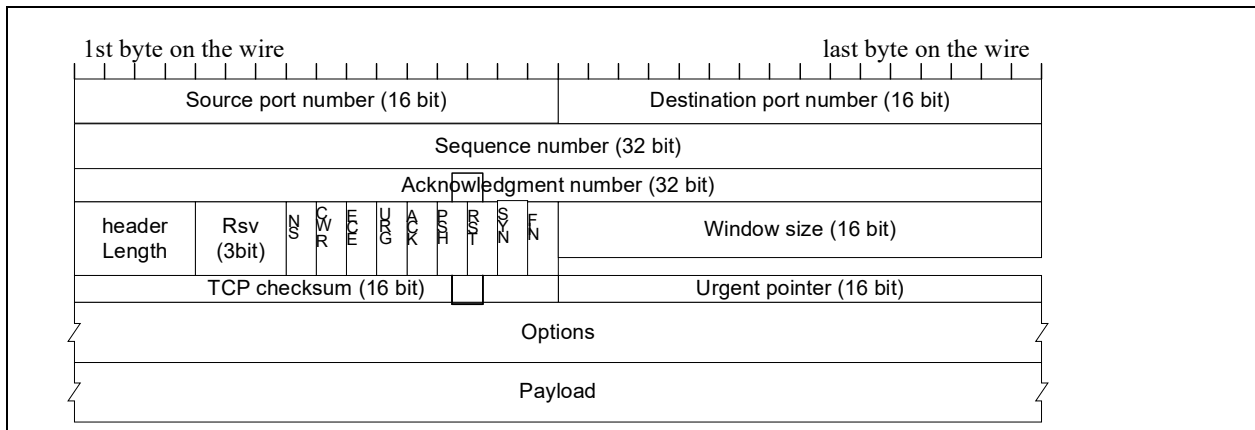 1st byte on the wire last byte on the wire
Source port number (16 bit) Destination port number (16 bit)
Sequence number (32 bit)
Acknowledgment number (32 bit)
header Length Rsv (3bit) NS CWR ECE URG ACK PSH RST SYN FN Window size (16 bit)
TCP checksum (16 bit) Urgent pointer (16 bit)
Options
Payload